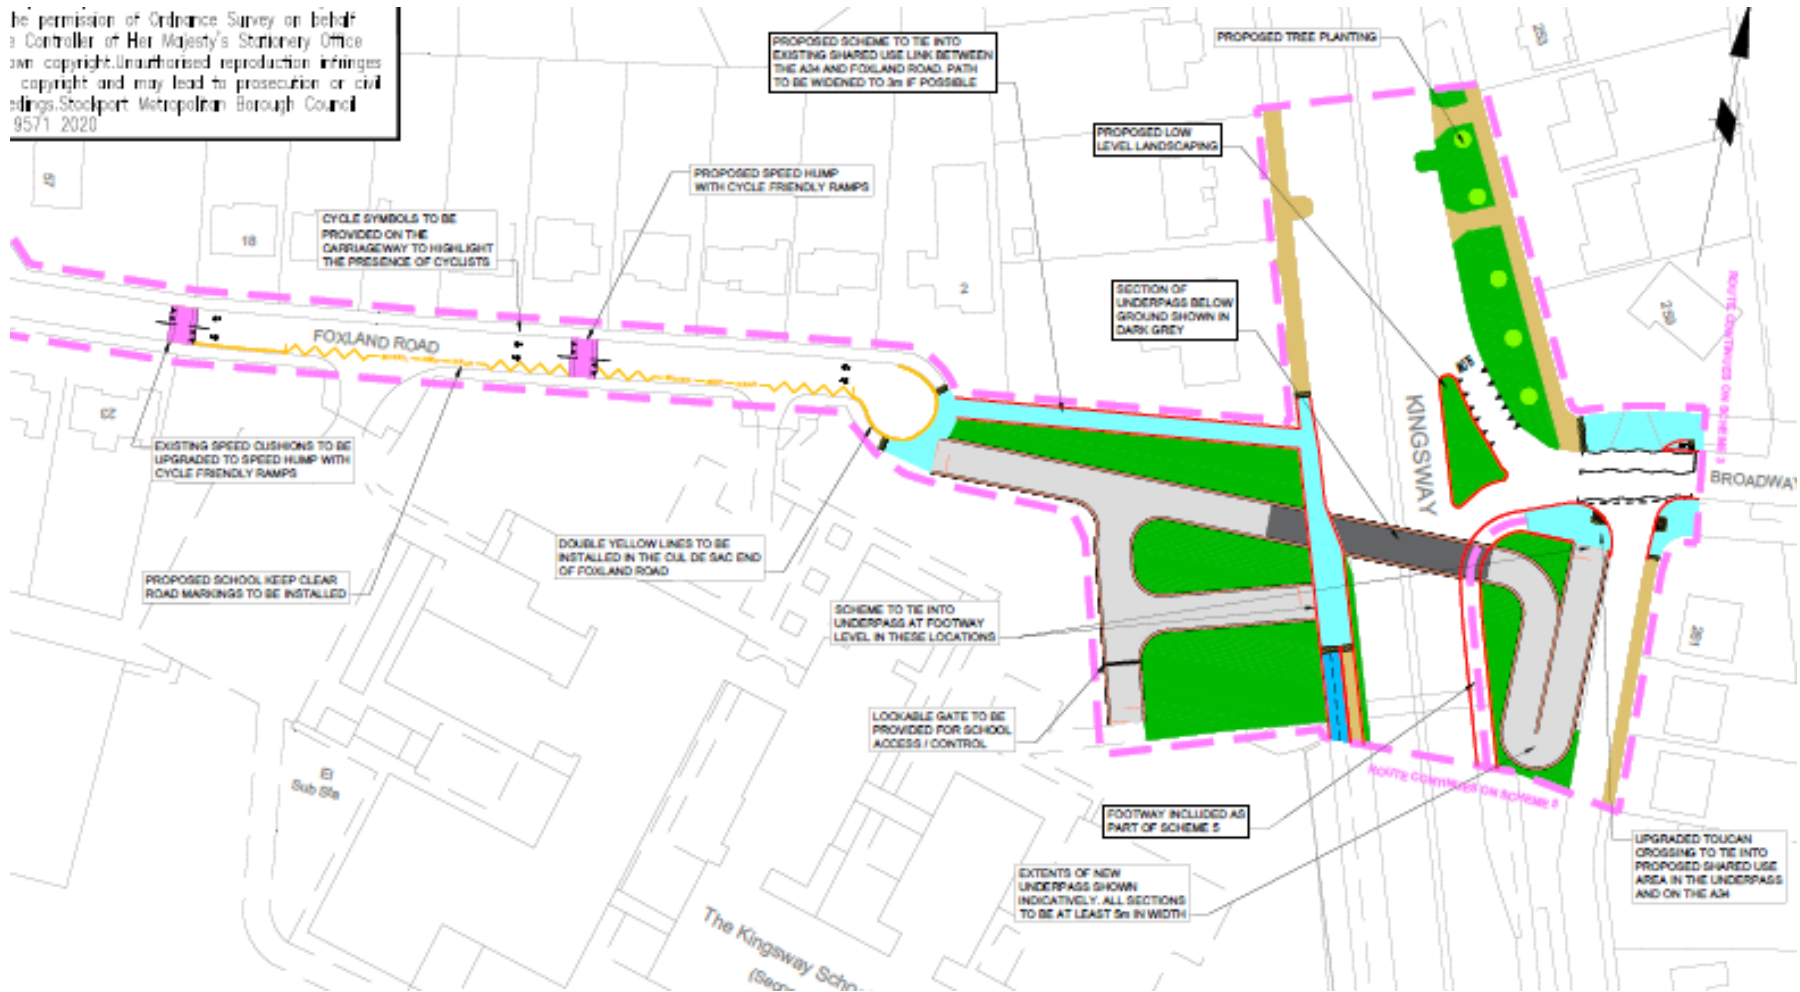 he permission of Ordnance Survey on behalf
e Controller of Her Majesty's Stationery Office
own copyright.Unauthorised reproduction infringes
copyright and may lead to prosecution or civil
edings.Stockport Metropolitan Borough Council
9571 2020
PROPOSED SCHEME TO TIE INTO
EXISTING SHARED USE LINK BETWEEN
THE A34 AND FOXLAND ROAD. PATH
TO BE WIDENED TO 3m IF POSSIBLE
PROPOSED TREE PLANTING
253
PROPOSED LOW
LEVEL LANDSCAPING
PROPOSED SPEED HUMP
WITH CYCLE FRIENDLY RAMPS
57
CYCLE SYMBOLS TO BE
PROVIDED ON THE
CARRIAGEWAY TO HIGHLIGHT
THE PRESENCE OF CYCLISTS
18
2
SECTION OF
UNDERPASS BELOW
GROUND SHOWN IN
DARK GREY
259
FOXLAND ROAD
ROUTE CONTINUES ON SCHEME 3
KINGSWAY
BROADWAY
23
EXISTING SPEED CUSHIONS TO BE
UPGRADED TO SPEED HUMP WITH
CYCLE FRIENDLY RAMPS
DOUBLE YELLOW LINES TO BE
INSTALLED IN THE CUL DE SAC END
OF FOXLAND ROAD
PROPOSED SCHOOL KEEP CLEAR
ROAD MARKINGS TO BE INSTALLED
SCHEME TO TIE INTO
UNDERPASS AT FOOTWAY
LEVEL IN THESE LOCATIONS
261
LOCKABLE GATE TO BE
PROVIDED FOR SCHOOL
ACCESS / CONTROL
El
Sub Sta
ROUTE CONTINUES ON SCHEME 5
FOOTWAY INCLUDED AS
PART OF SCHEME 5
EXTENTS OF NEW
UNDERPASS SHOWN
INDICATIVELY. ALL SECTIONS
TO BE AT LEAST 5m IN WIDTH
UPGRADED TOUCAN
CROSSING TO TIE INTO
PROPOSED SHARED USE
AREA IN THE UNDERPASS
AND ON THE A34
The Kingsway Schoo
(Secon